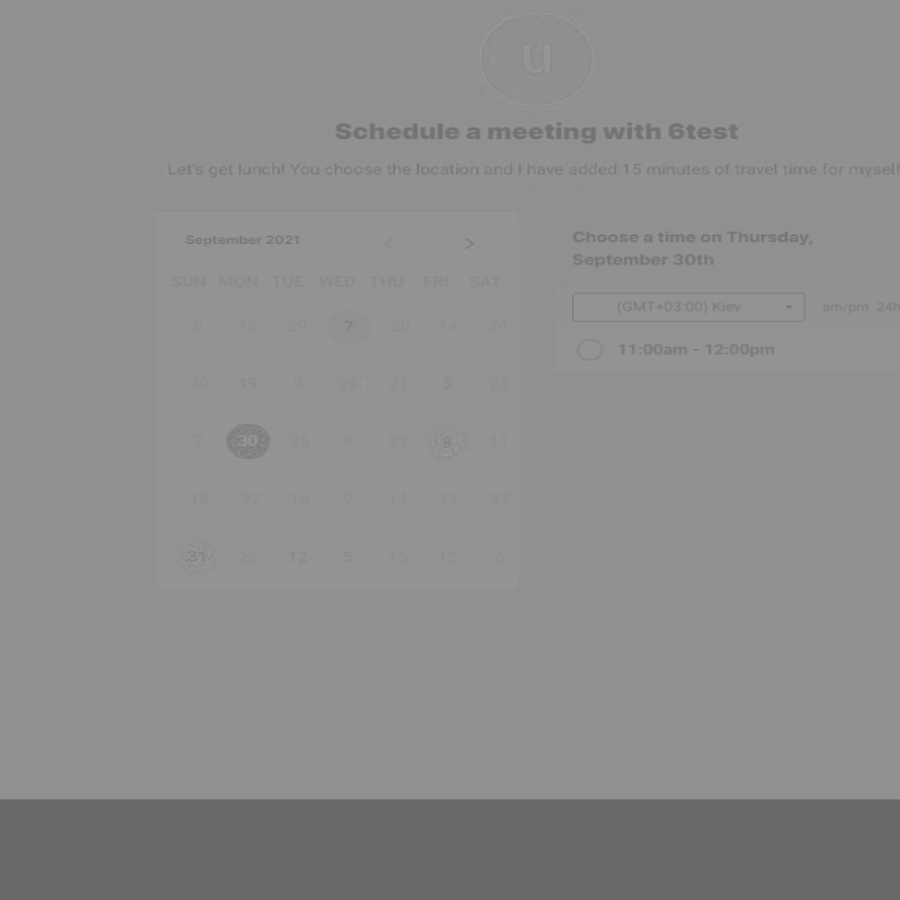 u
Schedule a meeting with 6test
Let's get lunch! You choose the location and I have added 15 minutes of travel time for myself
September 2021 < >
SUN MON TUE WED THU FRI SAT
8 16 29 7 20 14 24
30 19 9 29 21 5 25
7 30 26 9 23 11
18 27 18 9 14 14 27
31 22 12 5 15 15 6
Choose a time on Thursday,
September 30th
(GMT+03:00) Kiev am/pm 24h
11:00am - 12:00pm